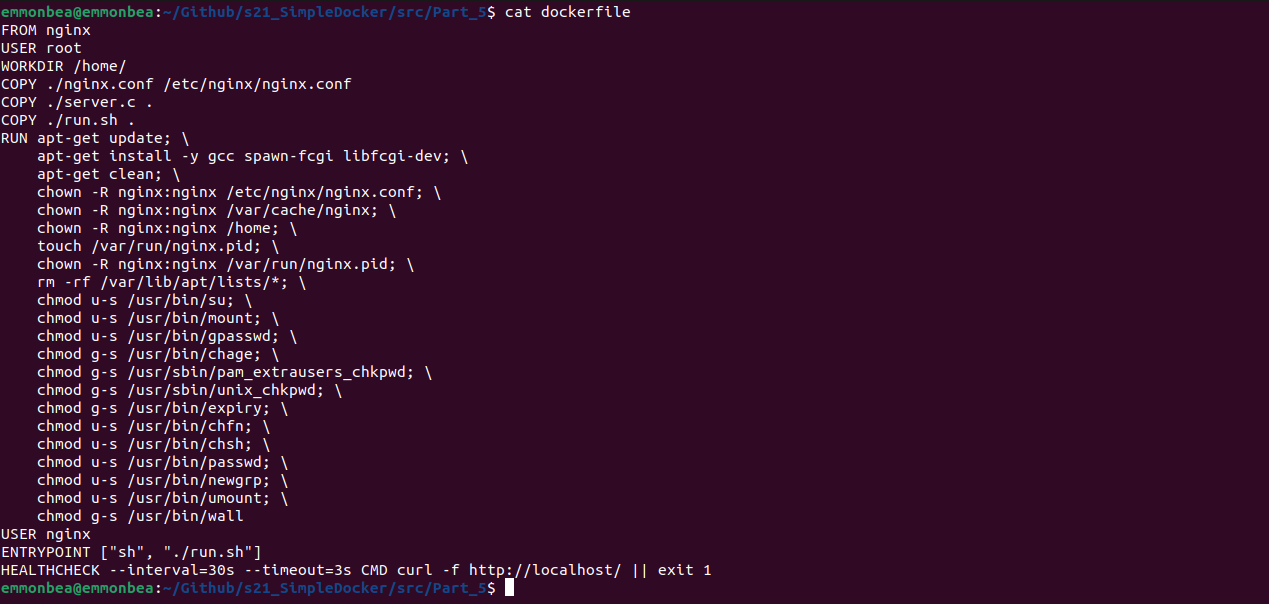 emmonbea@emmonbea:~/Github/s21_SimpleDocker/src/Part_5$ cat dockerfile
FROM nginx
USER root
WORKDIR /home/
COPY ./nginx.conf /etc/nginx/nginx.conf
COPY ./server.c .
COPY ./run.sh .
RUN apt-get update; \
    apt-get install -y gcc spawn-fcgi libfcgi-dev; \
    apt-get clean; \
    chown -R nginx:nginx /etc/nginx/nginx.conf; \
    chown -R nginx:nginx /var/cache/nginx; \
    chown -R nginx:nginx /home; \
    touch /var/run/nginx.pid; \
    chown -R nginx:nginx /var/run/nginx.pid; \
    rm -rf /var/lib/apt/lists/*; \
    chmod u-s /usr/bin/su; \
    chmod u-s /usr/bin/mount; \
    chmod u-s /usr/bin/gpasswd; \
    chmod g-s /usr/bin/chage; \
    chmod g-s /usr/sbin/pam_extrausers_chkpwd; \
    chmod g-s /usr/sbin/unix_chkpwd; \
    chmod g-s /usr/bin/expiry; \
    chmod u-s /usr/bin/chfn; \
    chmod u-s /usr/bin/chsh; \
    chmod u-s /usr/bin/passwd; \
    chmod u-s /usr/bin/newgrp; \
    chmod u-s /usr/bin/umount; \
    chmod g-s /usr/bin/wall
USER nginx
ENTRYPOINT ["sh", "./run.sh"]
HEALTHCHECK --interval=30s --timeout=3s CMD curl -f http://localhost/ || exit 1
emmonbea@emmonbea:~/Github/s21_SimpleDocker/src/Part_5$